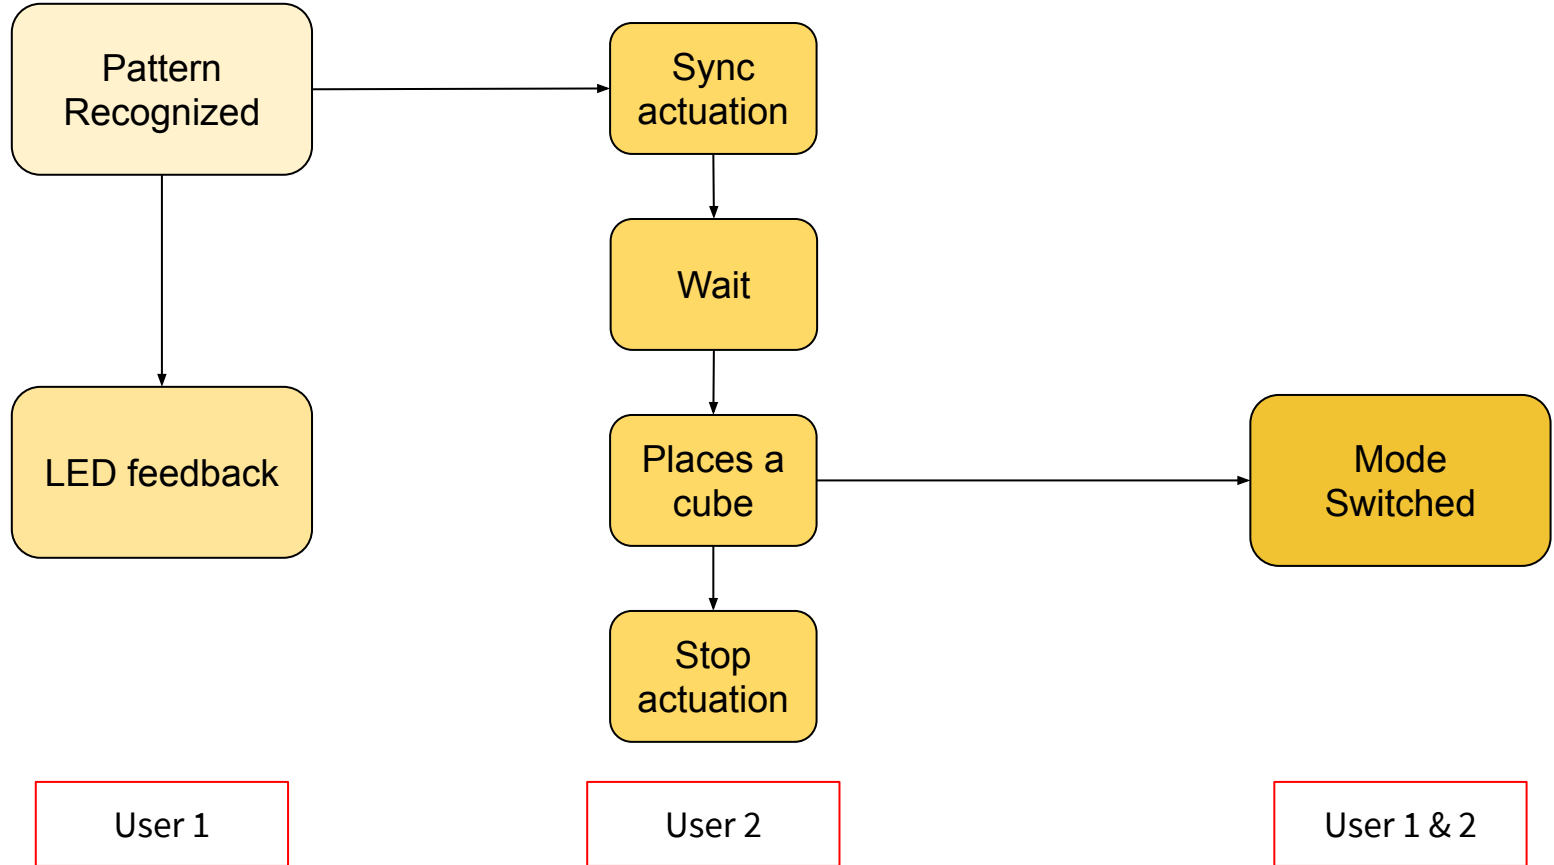 Pattern
Recognized
Sync
actuation
Wait
LED feedback
Places a
cube
Mode
Switched
Stop
actuation
User 1
User 2
User 1 & 2